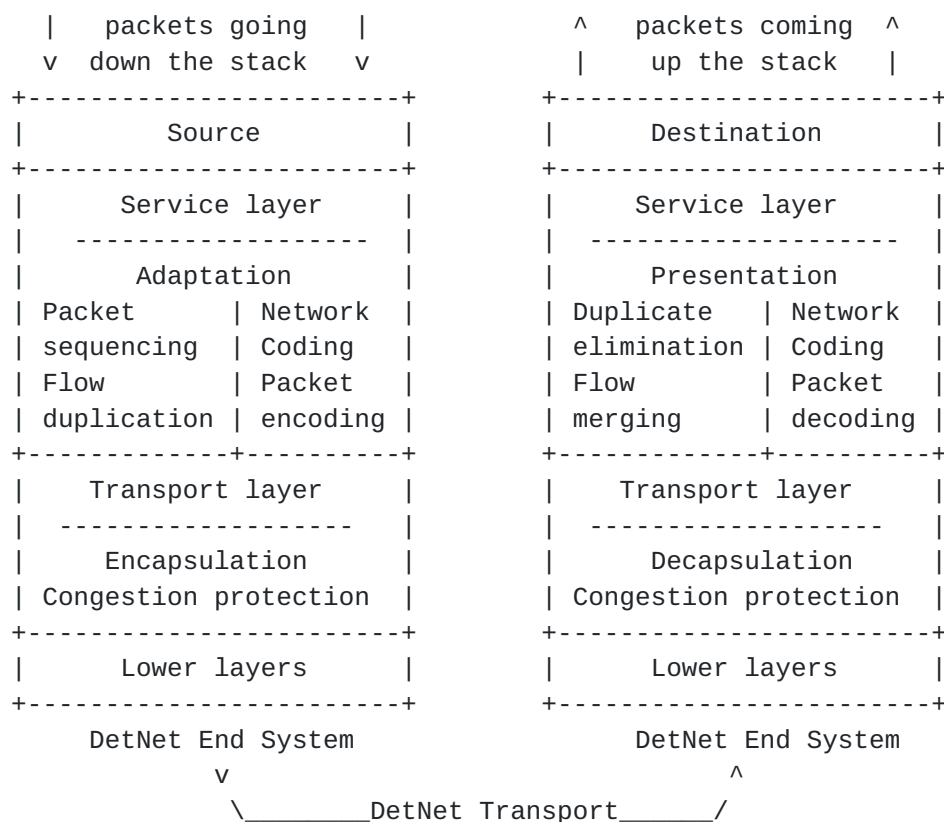 |   packets going   |             ^   packets coming  ^
  v  down the stack   v             |    up the stack   |
+------------------------+        +------------------------+
|         Source         |        |      Destination       |
+------------------------+        +------------------------+
|      Service layer     |        |     Service layer      |
|   -------------------  |        |  --------------------  |
|       Adaptation       |        |      Presentation      |
| Packet      | Network  |        | Duplicate   | Network  |
| sequencing  | Coding   |        | elimination | Coding   |
| Flow        | Packet   |        | Flow        | Packet   |
| duplication | encoding |        | merging     | decoding |
+-------------+----------+        +-------------+----------+
|    Transport layer     |        |    Transport layer     |
|  -------------------   |        |  -------------------   |
|     Encapsulation      |        |      Decapsulation     |
| Congestion protection  |        | Congestion protection  |
+------------------------+        +------------------------+
|      Lower layers      |        |      Lower layers      |
+------------------------+        +------------------------+
     DetNet End System                  DetNet End System
             v                                ^
              \________DetNet Transport______/